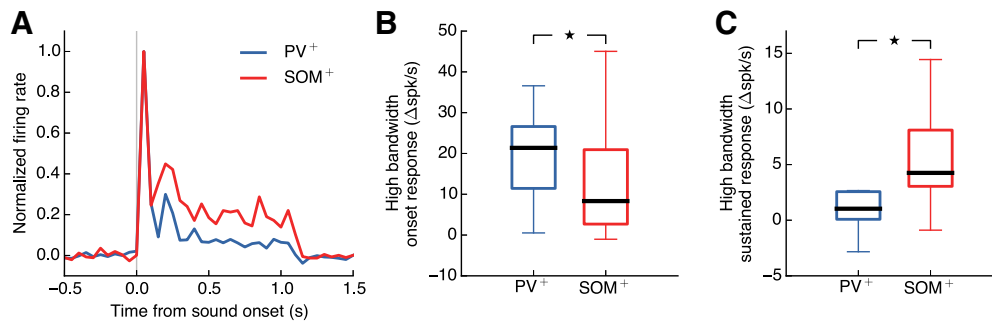 A
Normalized firing rate
1.0
0.8
0.6
0.4
0.2
0.0
−0.5
0.0
0.5
1.0
1.5
Time from sound onset (s)
PV+
SOM+
B
High bandwidth
onset response (Δspk/s)
50
40
30
20
10
0
−10
★
PV+
SOM+
C
High bandwidth
sustained response (Δspk/s)
15
10
5
0
−5
★
PV+
SOM+